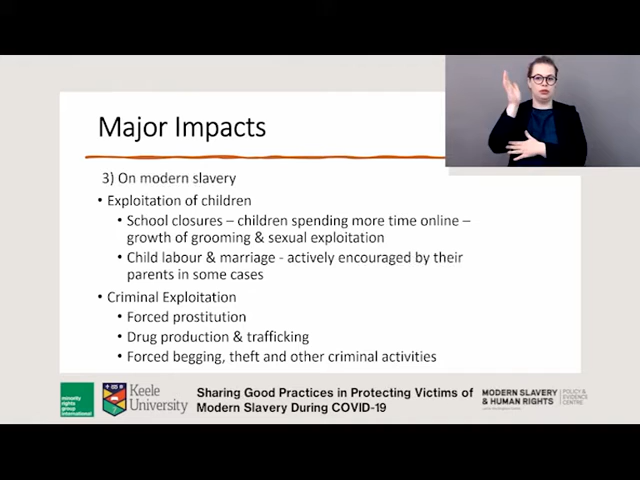 Major Impacts
3) On modern slavery
• Exploitation of children
• School closures – children spending more time online –
growth of grooming & sexual exploitation
• Child labour & marriage - actively encouraged by their
parents in some cases
• Criminal Exploitation
• Forced prostitution
• Drug production & trafficking
• Forced begging, theft and other criminal activities
minority
rights
group
international
Keele
University
Sharing Good Practices in Protecting Victims of
Modern Slavery During COVID-19
MODERN SLAVERY
& HUMAN RIGHTS
POLICY &
EVIDENCE
CENTRE